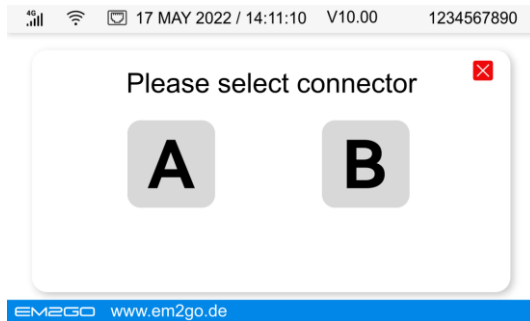 4G 17 MAY 2022 / 14:11:10 V10.00 1234567890
Please select connector
A B
EM2GO www.em2go.de